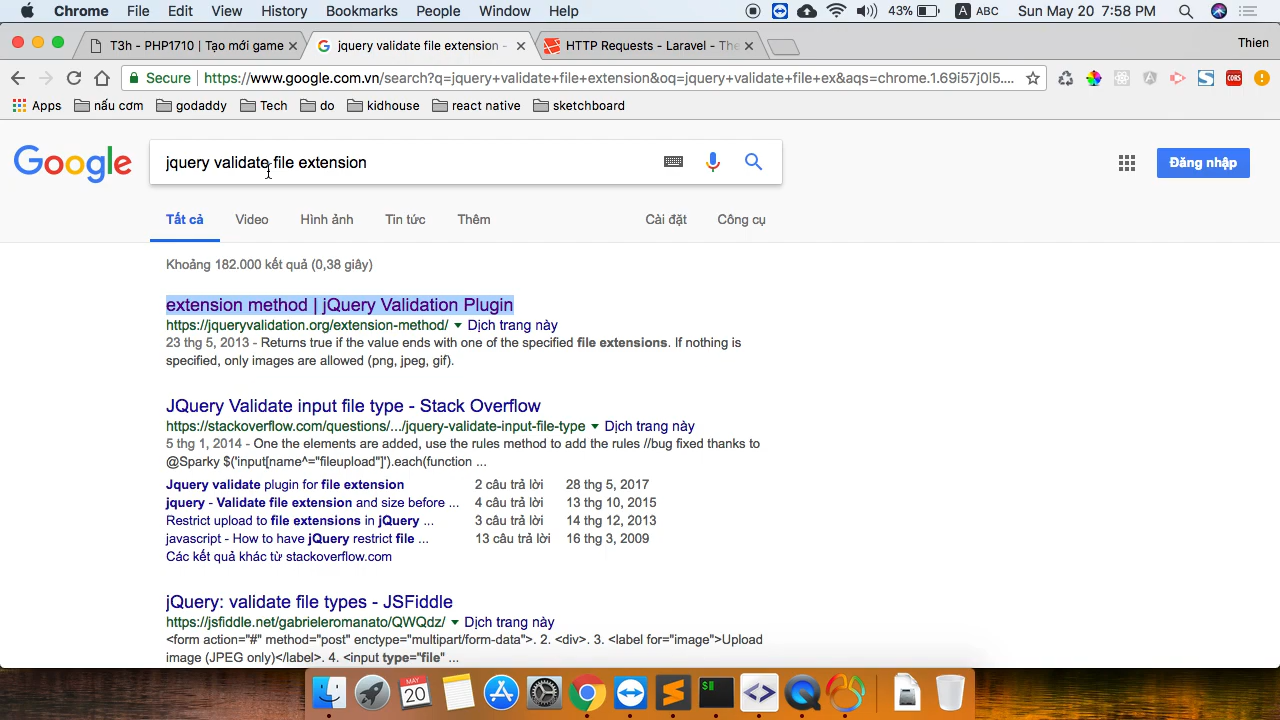 Chrome File Edit View History Bookmarks People Window Help 43% A ABC Sun May 20 7:58 PM
T3h - PHP1710 | Tạo mới game jquery validate file extension - HTTP Requests - Laravel - The Thien
Secure https://www.google.com.vn/search?q=jquery+validate+file+extension&oq=jquery+validate+file+ex&aqs=chrome.1.69i57j0l5.... CORS
Apps nấu cơm godaddy Tech do kidhouse react native sketchboard
Google jquery validate file extension Đăng nhập
Tất cả Video Hình ảnh Tin tức Thêm Cài đặt Công cụ
Khoảng 182.000 kết quả (0,38 giây)
extension method | jQuery Validation Plugin
https://jqueryvalidation.org/extension-method/ Dịch trang này
23 thg 5, 2013 - Returns true if the value ends with one of the specified file extensions. If nothing is
specified, only images are allowed (png, jpeg, gif).
JQuery Validate input file type - Stack Overflow
https://stackoverflow.com/questions/.../jquery-validate-input-file-type Dịch trang này
5 thg 1, 2014 - One the elements are added, use the rules method to add the rules //bug fixed thanks to
@Sparky $('input[name^="fileupload"]').each(function ...
Jquery validate plugin for file extension 2 câu trả lời 28 thg 5, 2017
jquery - Validate file extension and size before ... 4 câu trả lời 13 thg 10, 2015
Restrict upload to file extensions in jQuery ... 3 câu trả lời 14 thg 12, 2013
javascript - How to have jQuery restrict file ... 13 câu trả lời 16 thg 3, 2009
Các kết quả khác từ stackoverflow.com
jQuery: validate file types - JSFiddle
https://jsfiddle.net/gabrieleromanato/QWQdz/ Dịch trang này
<form action="#" method="post" enctype="multipart/form-data">. 2. <div>. 3. <label for="image">Upload
image (JPEG only)</label>. 4. <input type="file" ...
MAY
20